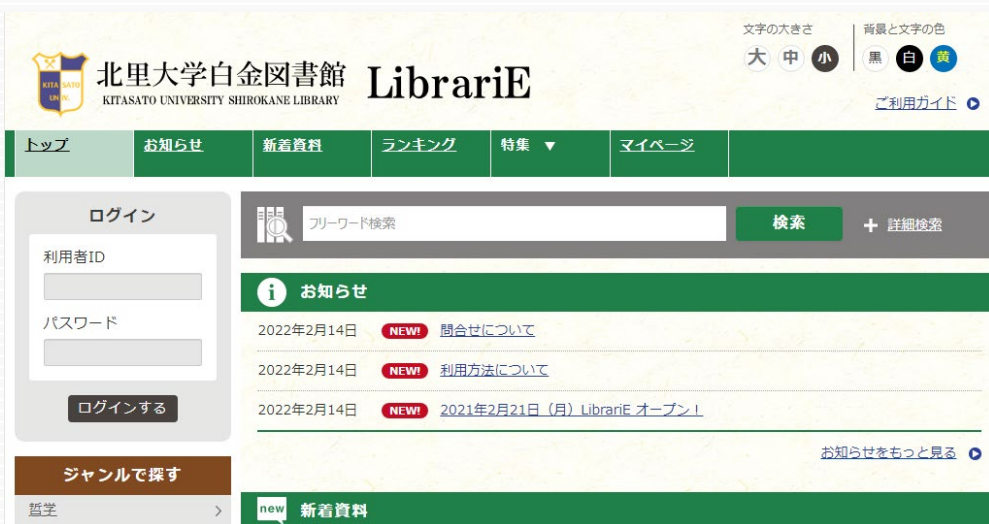 文字の大きさ
背景と文字の色
大 中 小
黒 白 黄
KITA SATO
UNIV.
北里大学白金図書館 LibrariE
KITASATO UNIVERSITY SHIROKANE LIBRARY
ご利用ガイド
トップ お知らせ 新着資料 ランキング 特集 ▼ マイページ
ログイン
利用者ID
パスワード
ログインする
ジャンルで探す
哲学 >
フリーワード検索 検索 + 詳細検索
i お知らせ
2022年2月14日 NEW! 問合せについて
2022年2月14日 NEW! 利用方法について
2022年2月14日 NEW! 2021年2月21日（月）LibrariE オープン！
お知らせをもっと見る
new 新着資料